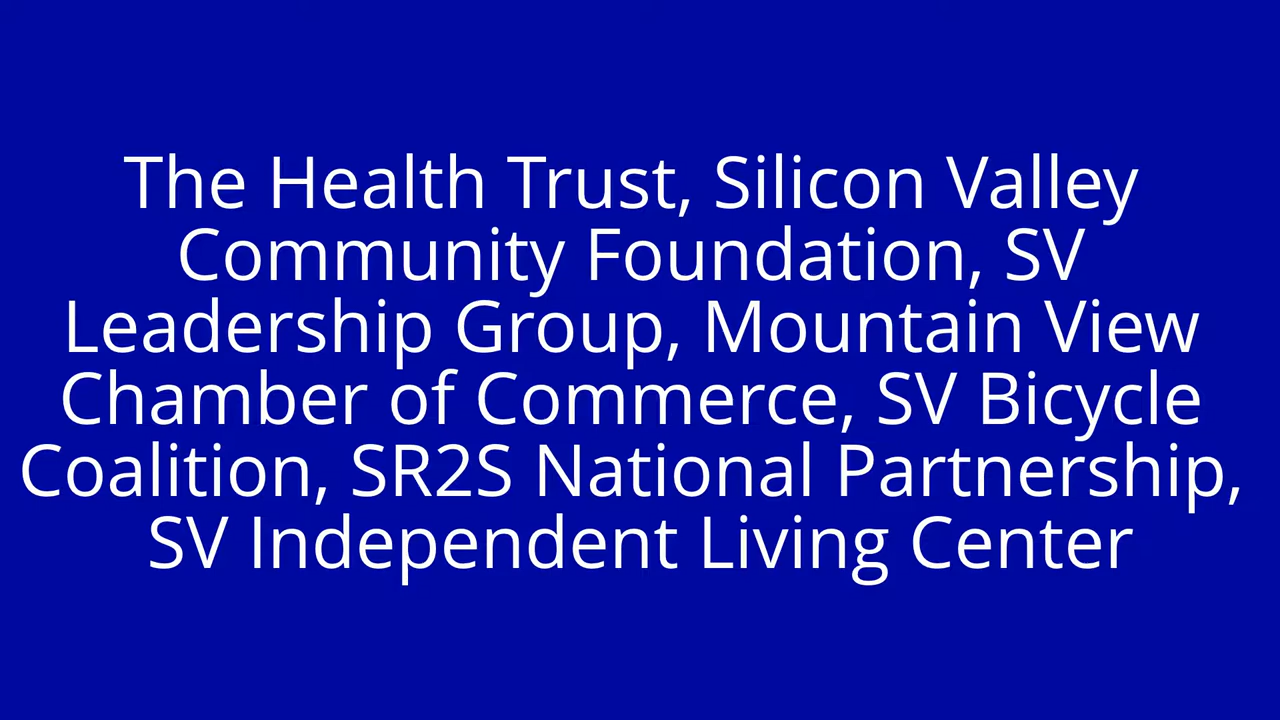 The Health Trust, Silicon Valley
Community Foundation, SV
Leadership Group, Mountain View
Chamber of Commerce, SV Bicycle
Coalition, SR2S National Partnership,
SV Independent Living Center